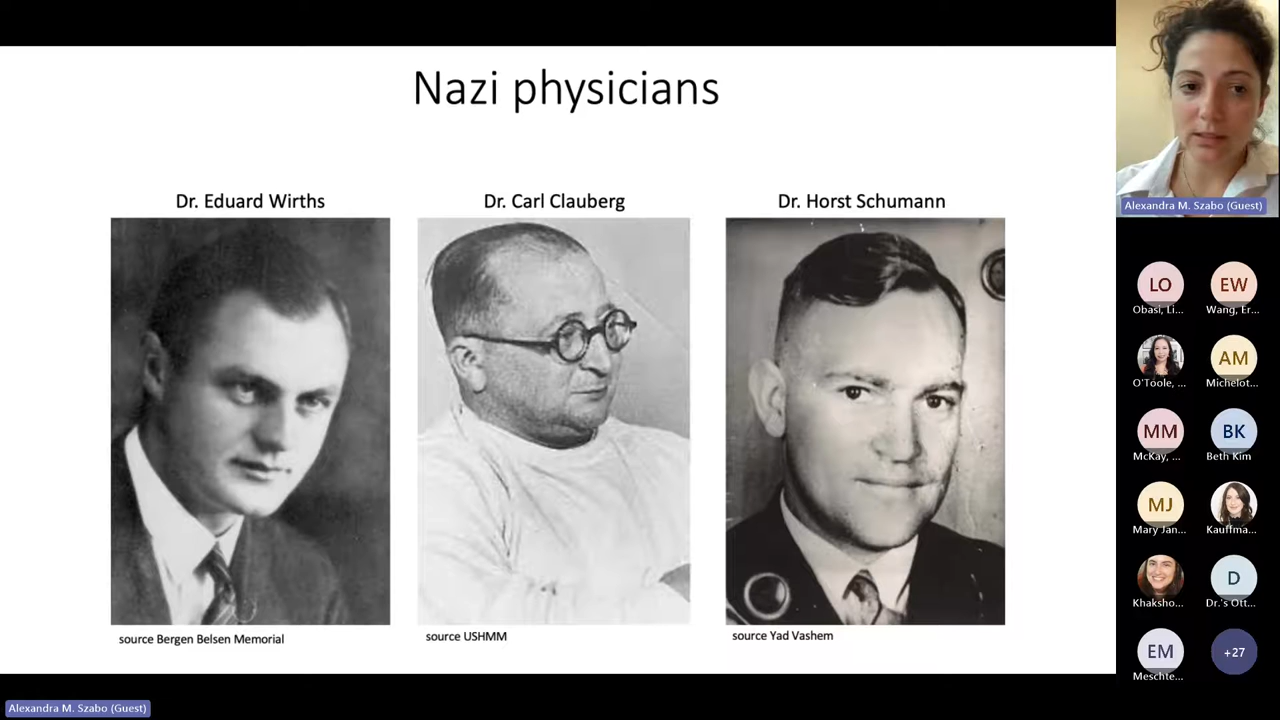 Nazi physicians
Dr. Eduard Wirths
Dr. Carl Clauberg
Dr. Horst Schumann
source Bergen Belsen Memorial
source USHMM
source Yad Vashem
Alexandra M. Szabo (Guest)
LO
EW
Obasi, Li...
Wang, Er...
AM
O'Toole, ...
Michelot...
MM
BK
McKay, ...
Beth Kim
MJ
Mary Jan...
Kauffma...
D
Khaksho...
Dr.'s Ott...
EM
+27
Meschte...
Alexandra M. Szabo (Guest)